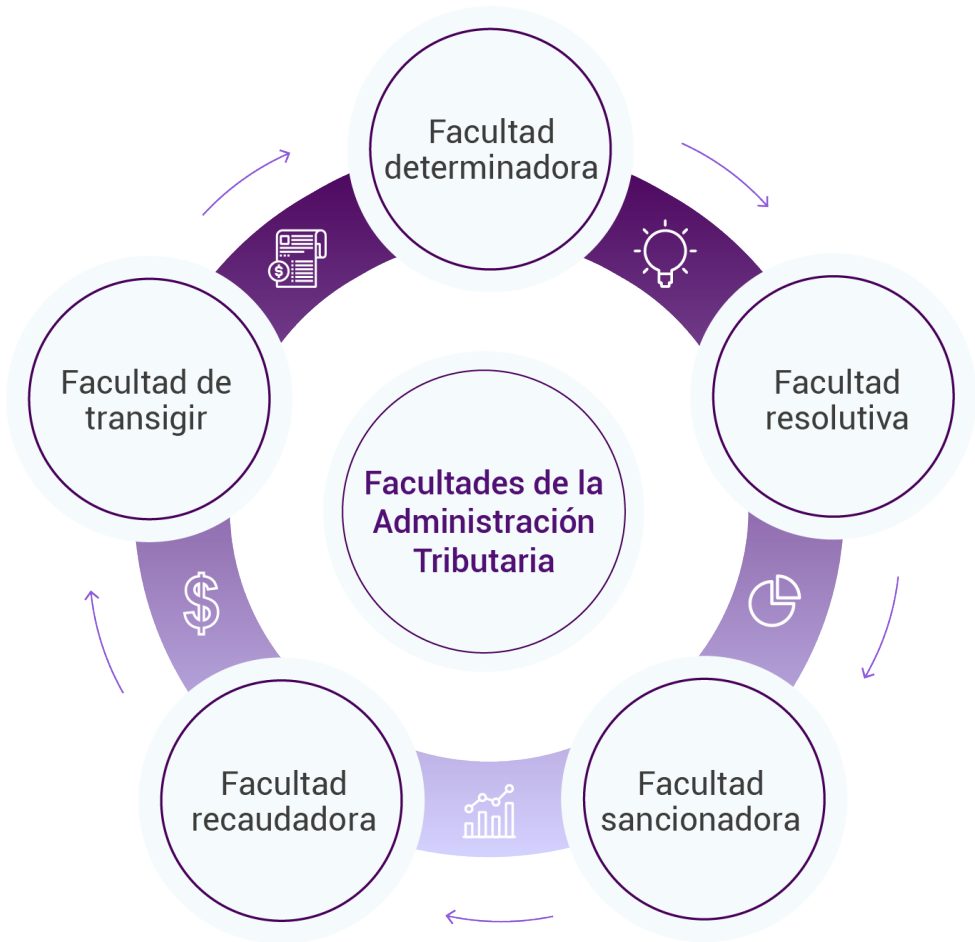 Facultad
determinadora
Facultad
resolutiva
Facultad
sancionadora
Facultad
recaudadora
Facultad de
transigir
Facultades de la
Administración
Tributaria